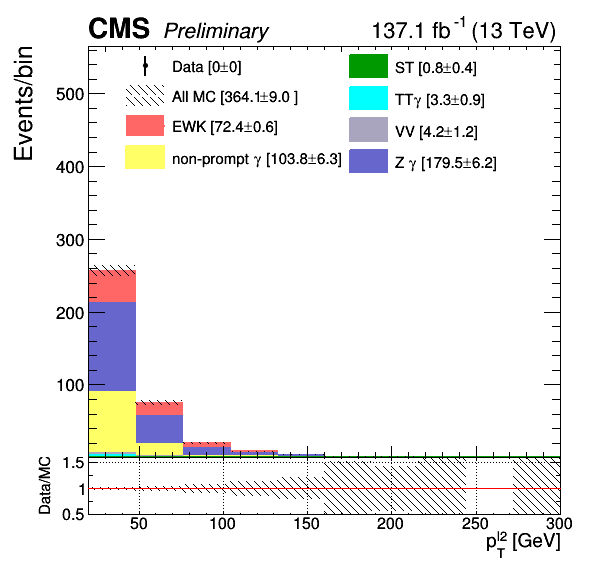 CMS Preliminary 137.1 fb⁻¹ (13 TeV)
Events/bin
Data [0±0]
All MC [364.1±9.0 ]
EWK [72.4±0.6]
non-prompt γ [103.8±6.3]
ST [0.8±0.4]
TTγ [3.3±0.9]
VV [4.2±1.2]
Z γ [179.5±6.2]
500
400
300
200
100
Data/MC
1.5
1
0.5
50 100 150 200 250 300
p_T^l2 [GeV]